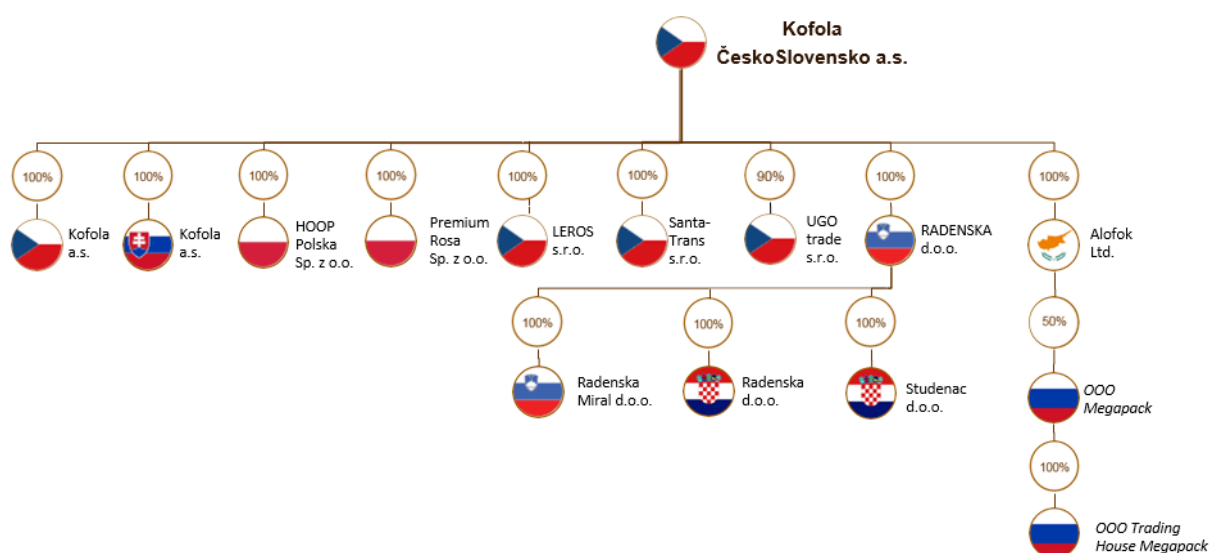 Kofola
ČeskoSlovensko a.s.
100%
100%
100%
100%
100%
100%
90%
100%
100%
Kofola
a.s.
Kofola
a.s.
HOOP
Polska
Sp. z o.o.
Premium
Rosa
Sp. z o.o.
LEROS
s.r.o.
Santa-
Trans
s.r.o.
UGO
trade
s.r.o.
RADENSKA
d.o.o.
Alofok
Ltd.
100%
100%
100%
50%
Radenska
Miral d.o.o.
Radenska
d.o.o.
Studenac
d.o.o.
OOO
Megapack
100%
OOO Trading
House Megapack